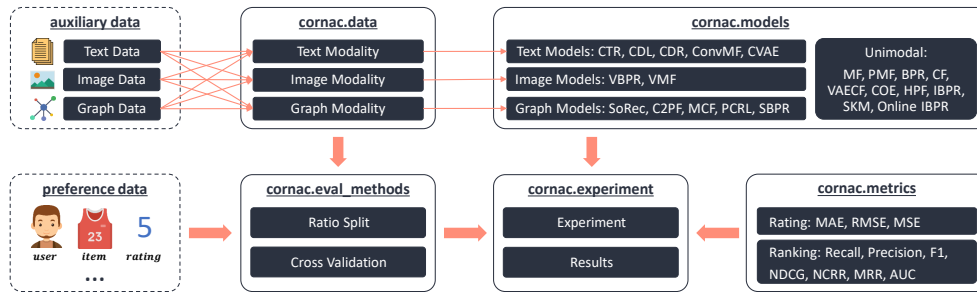 auxiliary data
Text Data
Image Data
Graph Data
cornac.data
Text Modality
Image Modality
Graph Modality
cornac.models
Text Models: CTR, CDL, CDR, ConvMF, CVAE
Image Models: VBPR, VMF
Graph Models: SoRec, C2PF, MCF, PCRL, SBPR
Unimodal:
MF, PMF, BPR, CF,
VAECF, COE, HPF, IBPR,
SKM, Online IBPR
preference data
23
5
user item rating
...
cornac.eval_methods
Ratio Split
Cross Validation
cornac.experiment
Experiment
Results
cornac.metrics
Rating: MAE, RMSE, MSE
Ranking: Recall, Precision, F1,
NDCG, NCRR, MRR, AUC